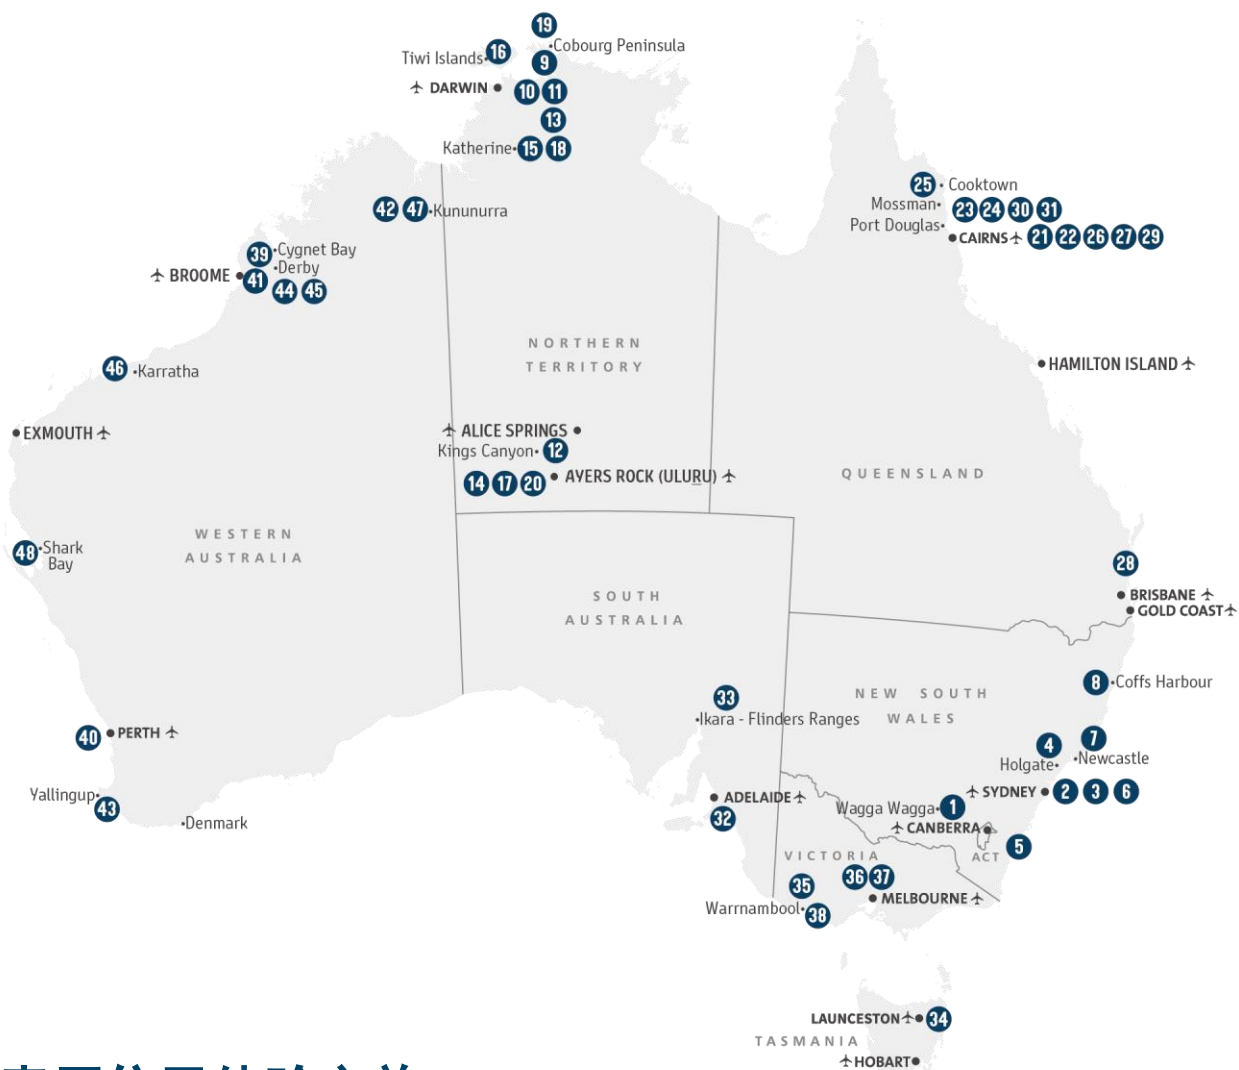 19
Cobourg Peninsula
Tiwi Islands 16
9
DARWIN
10 11
13
Katherine 15 18
25 Cooktown
Mossman
23 24 30 31
Port Douglas
CAIRNS 21 22 26 27 29
42 47 Kununurra
39 Cygnet Bay
Derby
BROOME 41
44 45
NORTHERN
TERRITORY
46 Karratha
HAMILTON ISLAND
EXMOUTH
ALICE SPRINGS
Kings Canyon 12
14 17 20 AYERS ROCK (ULURU)
QUEENSLAND
WESTERN
AUSTRALIA
48 Shark
Bay
28
BRISBANE
GOLD COAST
SOUTH
AUSTRALIA
8 Coffs Harbour
33
Ikara - Flinders Ranges
NEW SOUTH
WALES
40 PERTH
4
Holgate
7
Newcastle
SYDNEY 2 3 6
Yallingup
43
Denmark
ADELAIDE
32
Wagga Wagga 1
CANBERRA
ACT
5
VICTORIA
35
36 37
MELBOURNE
Warrnambool 38
LAUNCESTON 34
TASMANIA
HOBART